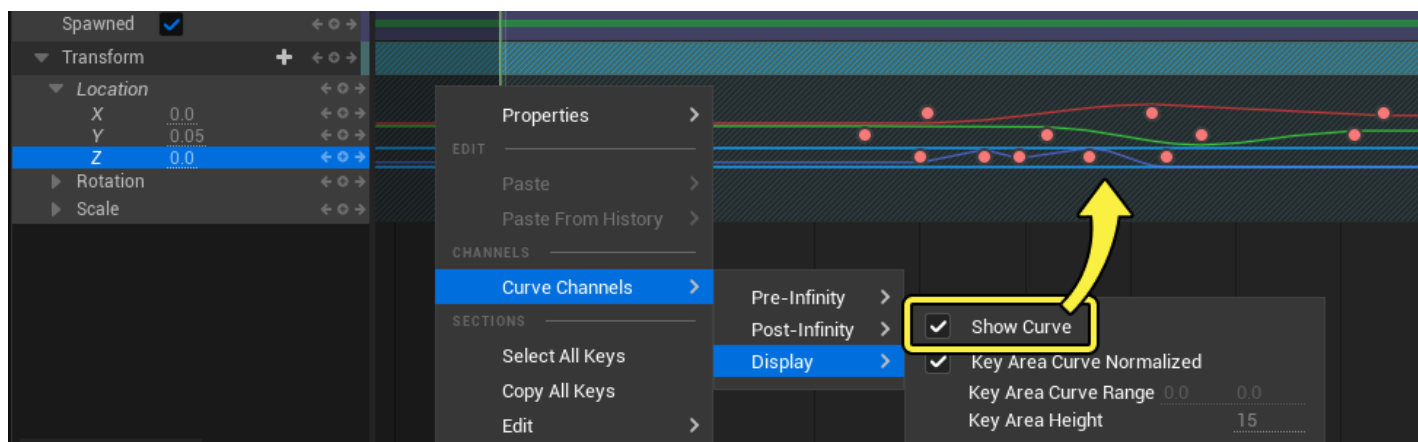 Spawned
Transform
Location
X 0.0
Y 0.05
Z 0.0
Rotation
Scale
Properties
EDIT
Paste
Paste From History
CHANNELS
Curve Channels
SECTIONS
Select All Keys
Copy All Keys
Edit
Pre-Infinity
Post-Infinity
Display
Show Curve
Key Area Curve Normalized
Key Area Curve Range 0.0 0.0
Key Area Height 15